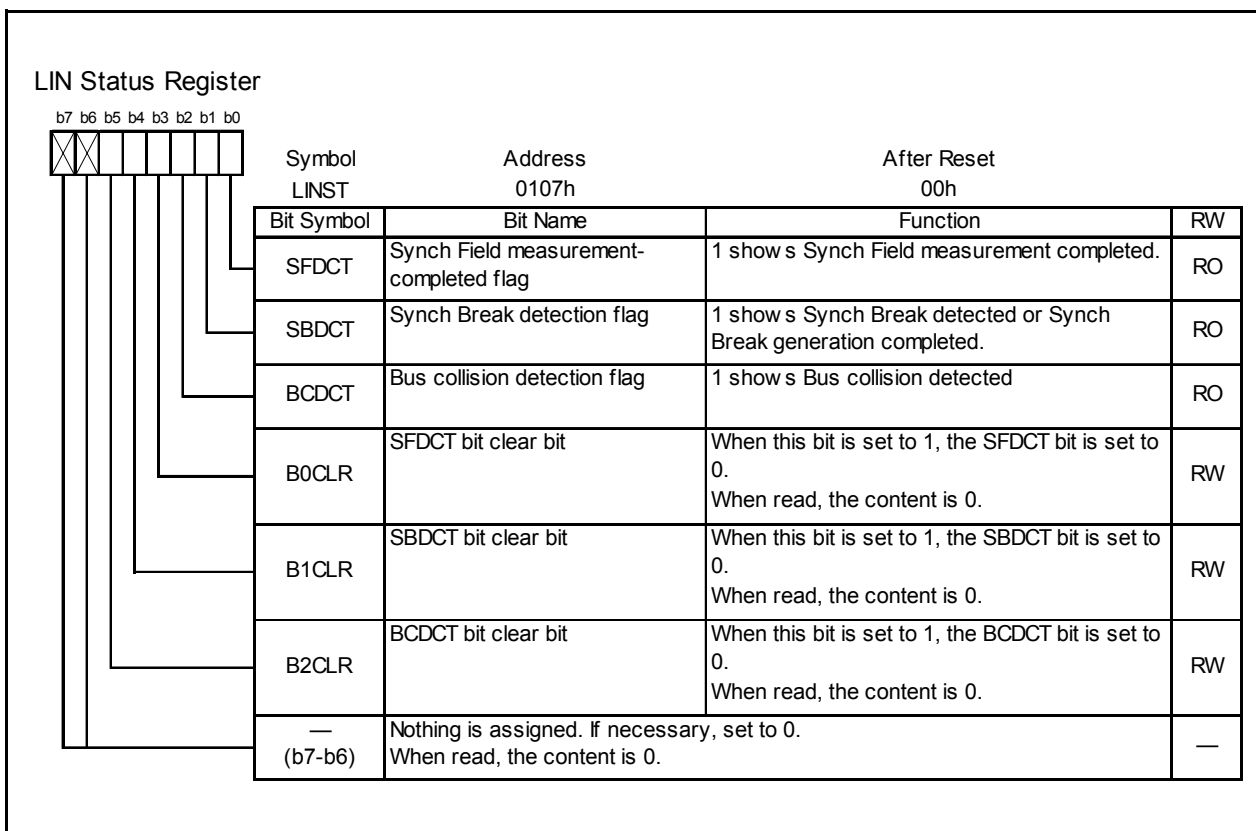 LIN Status Register
b7 b6 b5 b4 b3 b2 b1 b0
Symbol Address After Reset
LINST 0107h 00h
Bit Symbol Bit Name Function RW
SFDCT Synch Field measurement-completed flag 1 shows Synch Field measurement completed. RO
SBDCT Synch Break detection flag 1 shows Synch Break detected or Synch Break generation completed. RO
BCDCT Bus collision detection flag 1 shows Bus collision detected RO
B0CLR SFDCT bit clear bit When this bit is set to 1, the SFDCT bit is set to 0. When read, the content is 0. RW
B1CLR SBDCT bit clear bit When this bit is set to 1, the SBDCT bit is set to 0. When read, the content is 0. RW
B2CLR BCDCT bit clear bit When this bit is set to 1, the BCDCT bit is set to 0. When read, the content is 0. RW
— (b7-b6) Nothing is assigned. If necessary, set to 0. When read, the content is 0. —